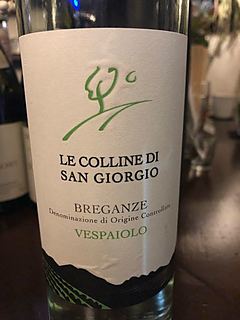 LE COLLINE DI
SAN GIORGIO
BREGANZE
Denominazione di Origine Controllata
VESPAIOLO